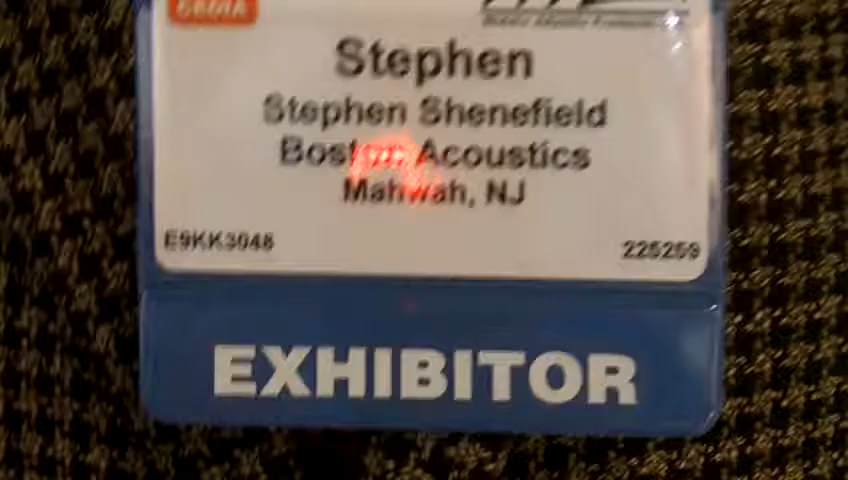 Stephen
Stephen Shenefield
Boston Acoustics
Mahwah, NJ
E9KK3048 225259
EXHIBITOR